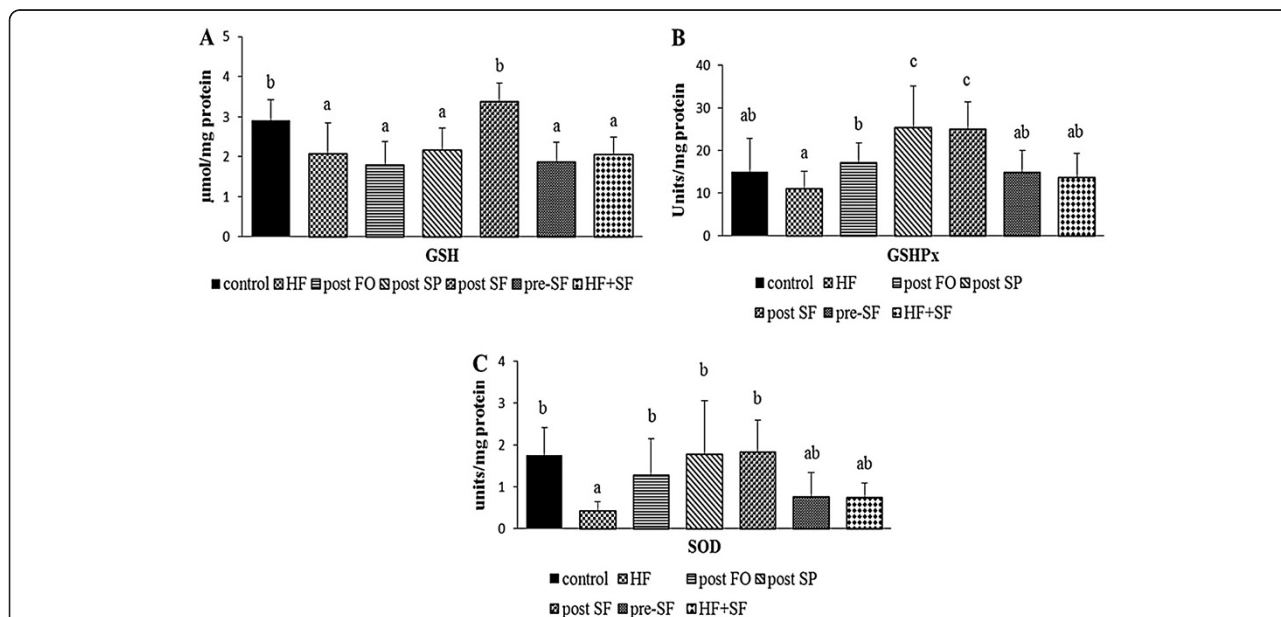 A
5
4
3
2
1
0
µmol/mg protein
b a a a b a a
GSH
control HF post FO post SP post SF pre-SF HF+SF
B
40
30
20
10
0
Units/mg protein
ab a b c c ab ab
GSHPx
control HF post FO post SP
post SF pre-SF HF+SF
C
4
3
2
1
0
units/mg protein
b a b b b ab ab
SOD
control HF post FO post SP
post SF pre-SF HF+SF